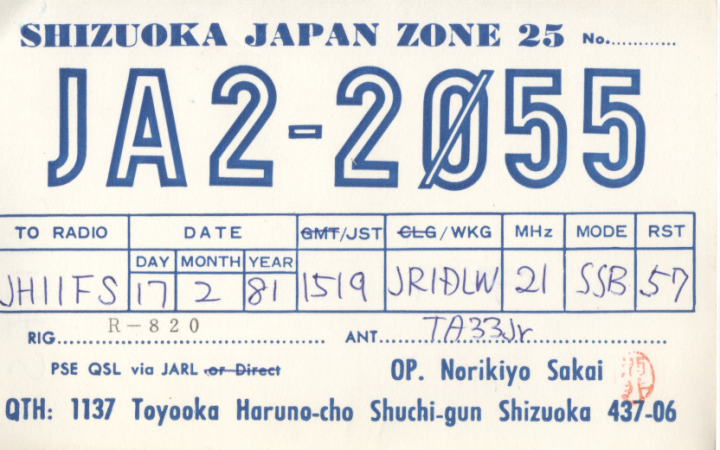 SHIZUOKA JAPAN ZONE 25 No.............
JA2-2Ø55
TO RADIO DATE GMT/JST CLG/WKG MHz MODE RST
DAY MONTH YEAR
JH1IFS 17 2 81 1519 JR1DLW 21 SSB 57
RIG.......R-820....... ANT.......TA33Jr.......
PSE QSL via JARL or Direct OP. Norikiyo Sakai
QTH: 1137 Toyooka Haruno-cho Shuchi-gun Shizuoka 437-06